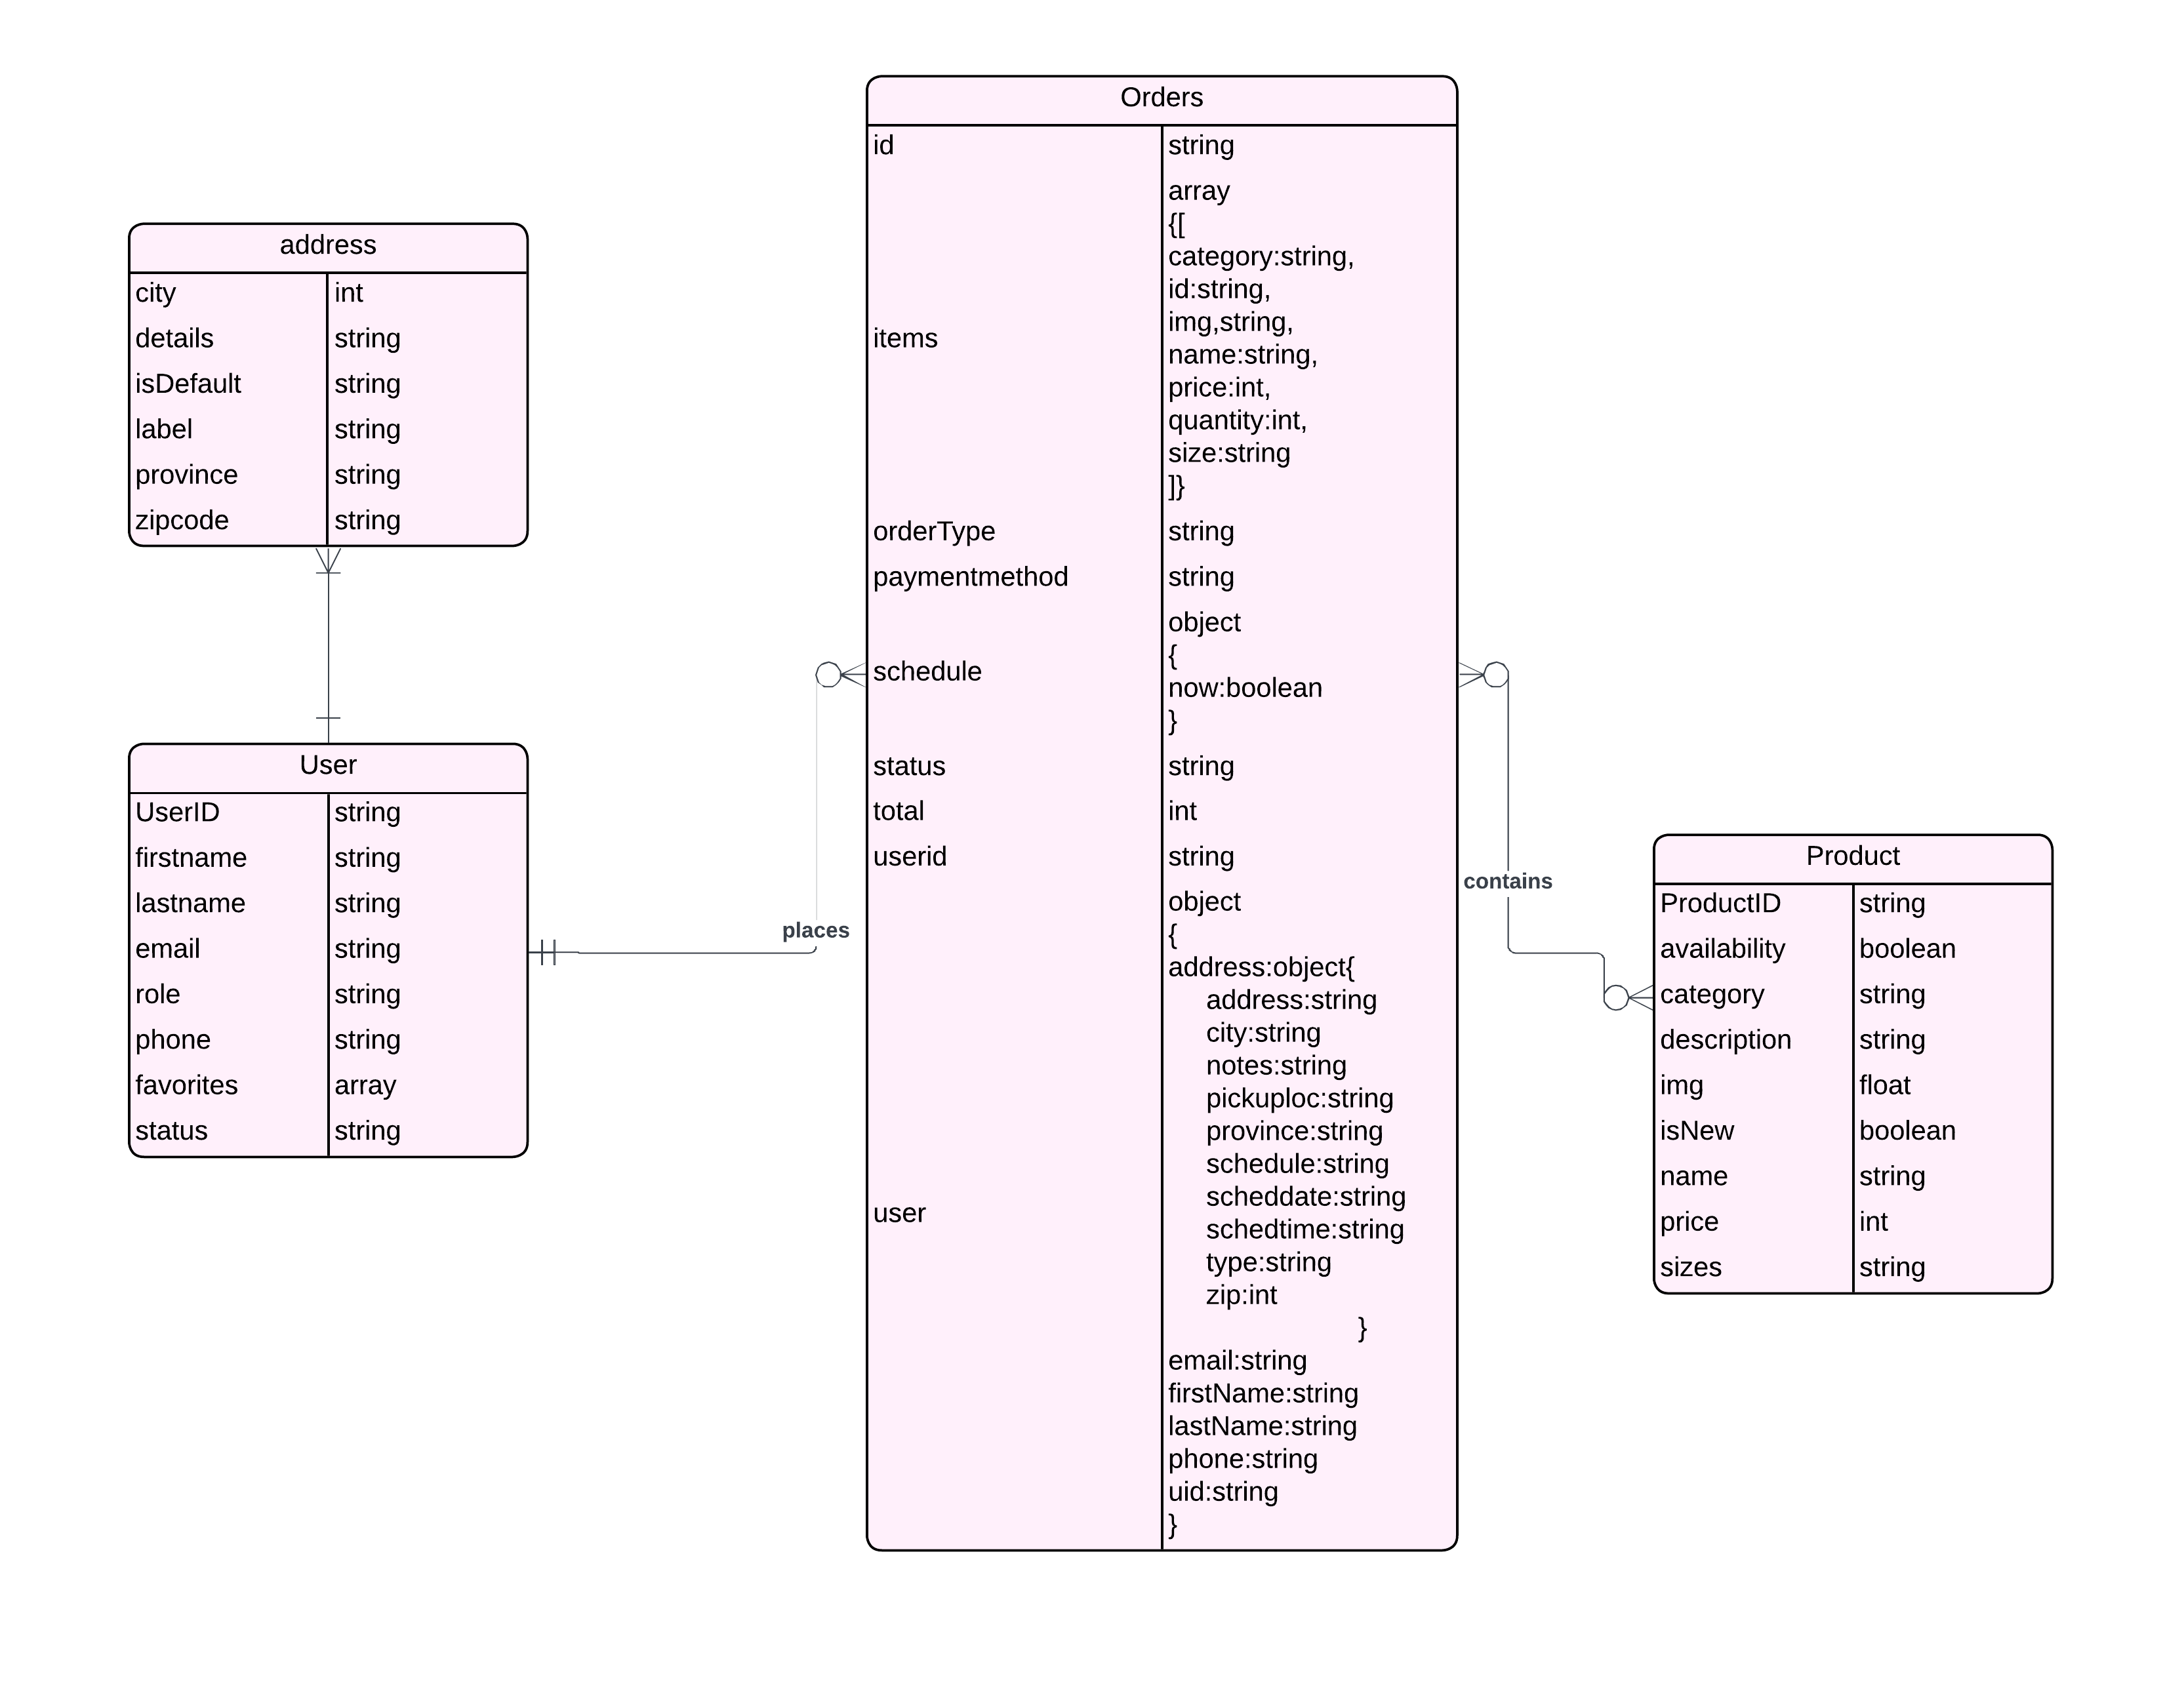 address
city int
details string
isDefault string
label string
province string
zipcode string
User
UserID string
firstname string
lastname string
email string
role string
phone string
favorites array
status string
places
Orders
id string
items
array
{[
category:string,
id:string,
img,string,
name:string,
price:int,
quantity:int,
size:string
]}
orderType string
paymentmethod string
schedule
object
{
now:boolean
}
status string
total int
userid string
user
object
{
address:object{
address:string
city:string
notes:string
pickuploc:string
province:string
schedule:string
scheddate:string
schedtime:string
type:string
zip:int
}
email:string
firstName:string
lastName:string
phone:string
uid:string
}
contains
Product
ProductID string
availability boolean
category string
description string
img float
isNew boolean
name string
price int
sizes string